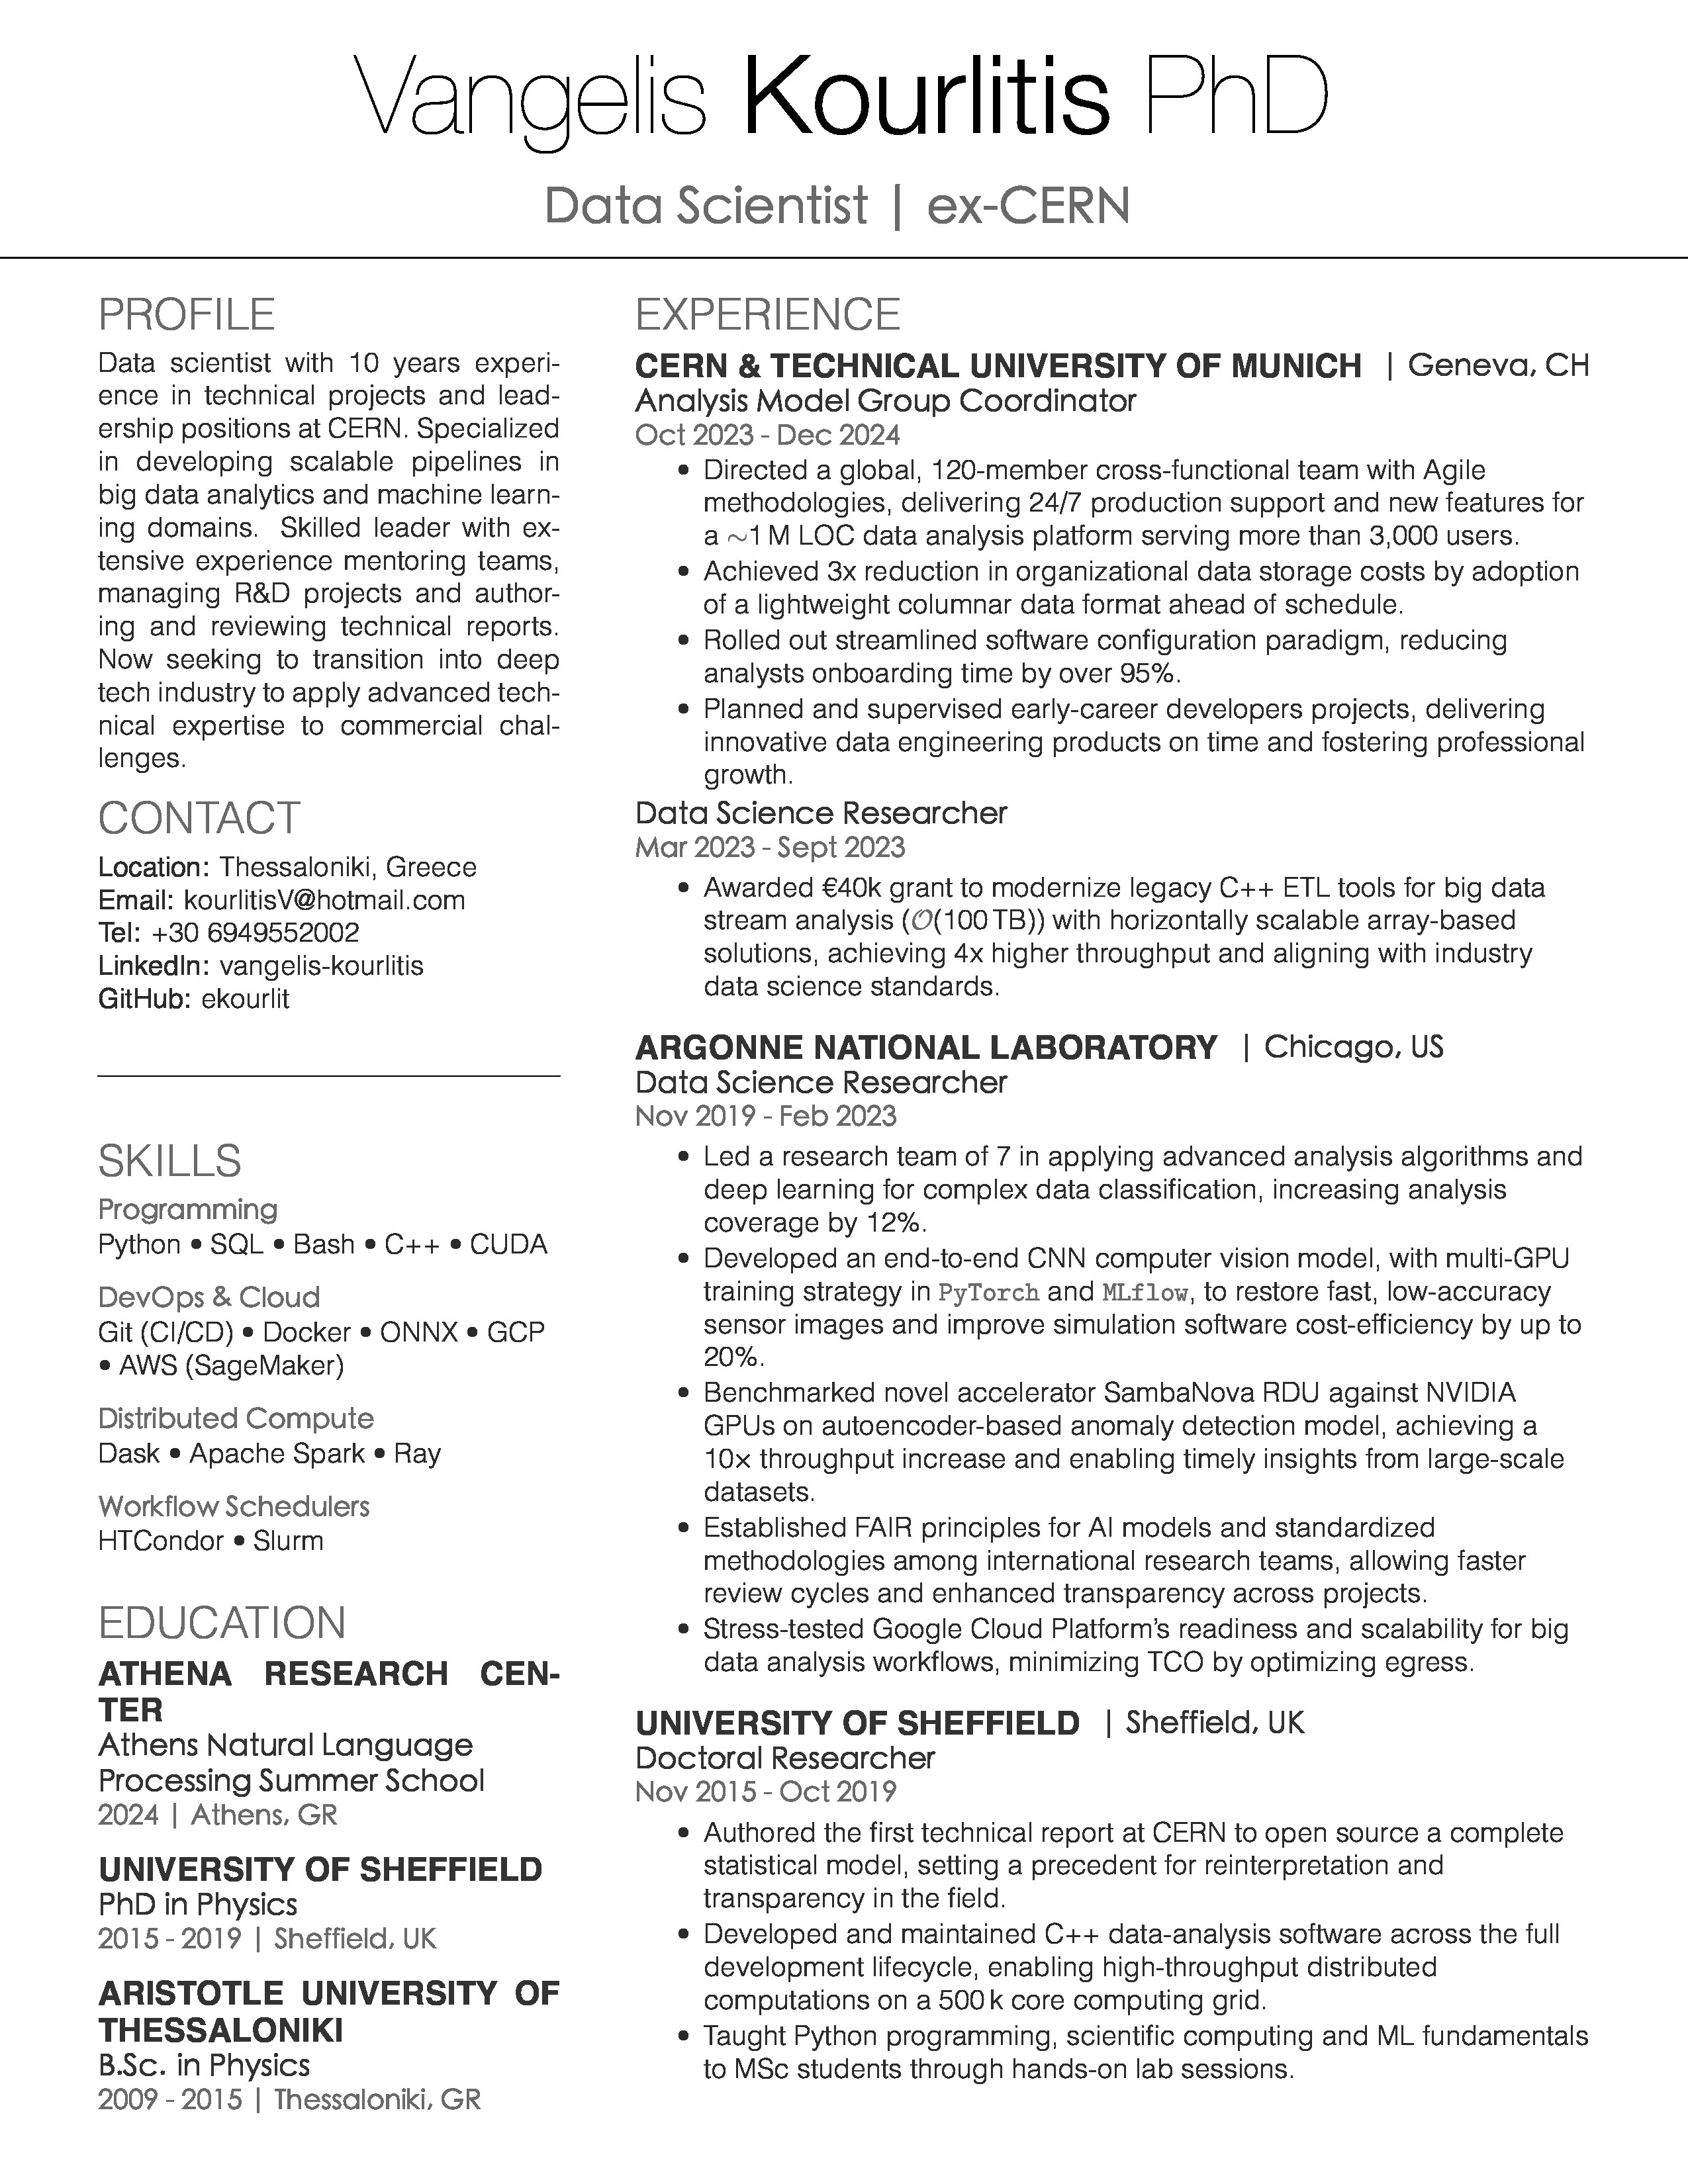 Vangelis Kourlitis PhD
Data Scientist | ex-CERN
PROFILE
Data scientist with 10 years experi-
ence in technical projects and lead-
ership positions at CERN. Specialized
in developing scalable pipelines in
big data analytics and machine learn-
ing domains. Skilled leader with ex-
tensive experience mentoring teams,
managing R&D projects and author-
ing and reviewing technical reports.
Now seeking to transition into deep
tech industry to apply advanced tech-
nical expertise to commercial chal-
lenges.
CONTACT
Location: Thessaloniki, Greece
Email: kourlitisV@hotmail.com
Tel: +30 6949552002
LinkedIn: vangelis-kourlitis
GitHub: ekourlit
SKILLS
Programming
Python • SQL • Bash • C++ • CUDA
DevOps & Cloud
Git (CI/CD) • Docker • ONNX • GCP
• AWS (SageMaker)
Distributed Compute
Dask • Apache Spark • Ray
Workflow Schedulers
HTCondor • Slurm
EDUCATION
ATHENA RESEARCH CEN-
TER
Athens Natural Language
Processing Summer School
2024 | Athens, GR
UNIVERSITY OF SHEFFIELD
PhD in Physics
2015 - 2019 | Sheffield, UK
ARISTOTLE UNIVERSITY OF
THESSALONIKI
B.Sc. in Physics
2009 - 2015 | Thessaloniki, GR
EXPERIENCE
CERN & TECHNICAL UNIVERSITY OF MUNICH | Geneva, CH
Analysis Model Group Coordinator
Oct 2023 - Dec 2024
• Directed a global, 120-member cross-functional team with Agile
methodologies, delivering 24/7 production support and new features for
a ~1 M LOC data analysis platform serving more than 3,000 users.
• Achieved 3x reduction in organizational data storage costs by adoption
of a lightweight columnar data format ahead of schedule.
• Rolled out streamlined software configuration paradigm, reducing
analysts onboarding time by over 95%.
• Planned and supervised early-career developers projects, delivering
innovative data engineering products on time and fostering professional
growth.
Data Science Researcher
Mar 2023 - Sept 2023
• Awarded €40k grant to modernize legacy C++ ETL tools for big data
stream analysis (𝒪(100 TB)) with horizontally scalable array-based
solutions, achieving 4x higher throughput and aligning with industry
data science standards.
ARGONNE NATIONAL LABORATORY | Chicago, US
Data Science Researcher
Nov 2019 - Feb 2023
• Led a research team of 7 in applying advanced analysis algorithms and
deep learning for complex data classification, increasing analysis
coverage by 12%.
• Developed an end-to-end CNN computer vision model, with multi-GPU
training strategy in PyTorch and MLflow, to restore fast, low-accuracy
sensor images and improve simulation software cost-efficiency by up to
20%.
• Benchmarked novel accelerator SambaNova RDU against NVIDIA
GPUs on autoencoder-based anomaly detection model, achieving a
10× throughput increase and enabling timely insights from large-scale
datasets.
• Established FAIR principles for AI models and standardized
methodologies among international research teams, allowing faster
review cycles and enhanced transparency across projects.
• Stress-tested Google Cloud Platform's readiness and scalability for big
data analysis workflows, minimizing TCO by optimizing egress.
UNIVERSITY OF SHEFFIELD | Sheffield, UK
Doctoral Researcher
Nov 2015 - Oct 2019
• Authored the first technical report at CERN to open source a complete
statistical model, setting a precedent for reinterpretation and
transparency in the field.
• Developed and maintained C++ data-analysis software across the full
development lifecycle, enabling high-throughput distributed
computations on a 500 k core computing grid.
• Taught Python programming, scientific computing and ML fundamentals
to MSc students through hands-on lab sessions.